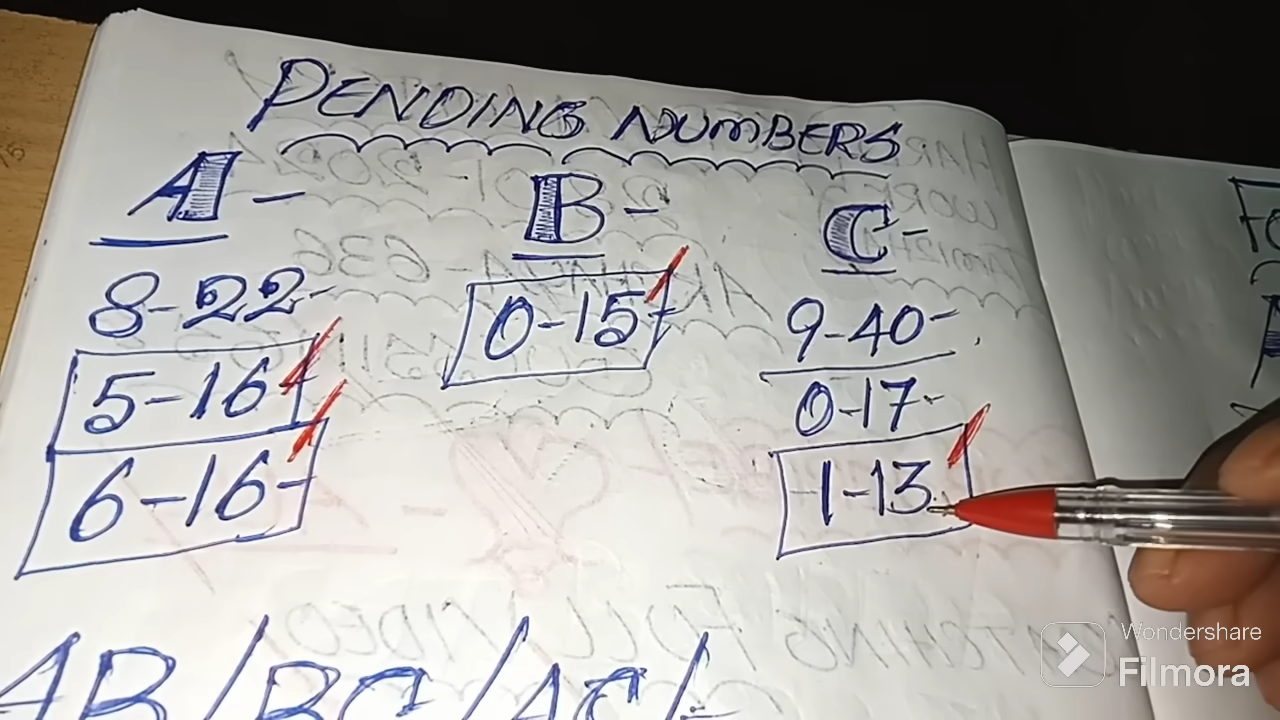 PENDING NUMBERS
A - B - C -
8-22-
5-16-
6-16-
0-15-
9-40-
0-17-
1-13
AB/BC/AC/-
Wondershare
Filmora